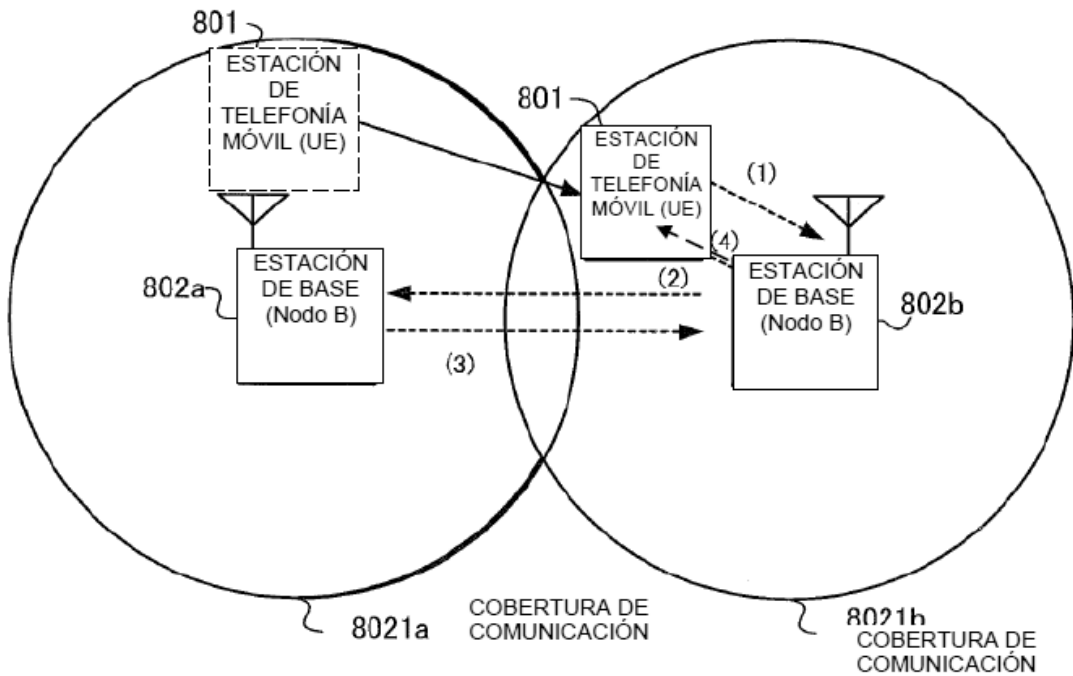 801
ESTACIÓN
DE
TELEFONÍA
MÓVIL (UE)
801
ESTACIÓN
DE
TELEFONÍA
MÓVIL (UE)
(1)
(4)
(2)
(3)
802a
ESTACIÓN
DE BASE
(Nodo B)
ESTACIÓN
DE BASE
(Nodo B)
802b
8021a
COBERTURA DE
COMUNICACIÓN
8021b
COBERTURA DE
COMUNICACIÓN